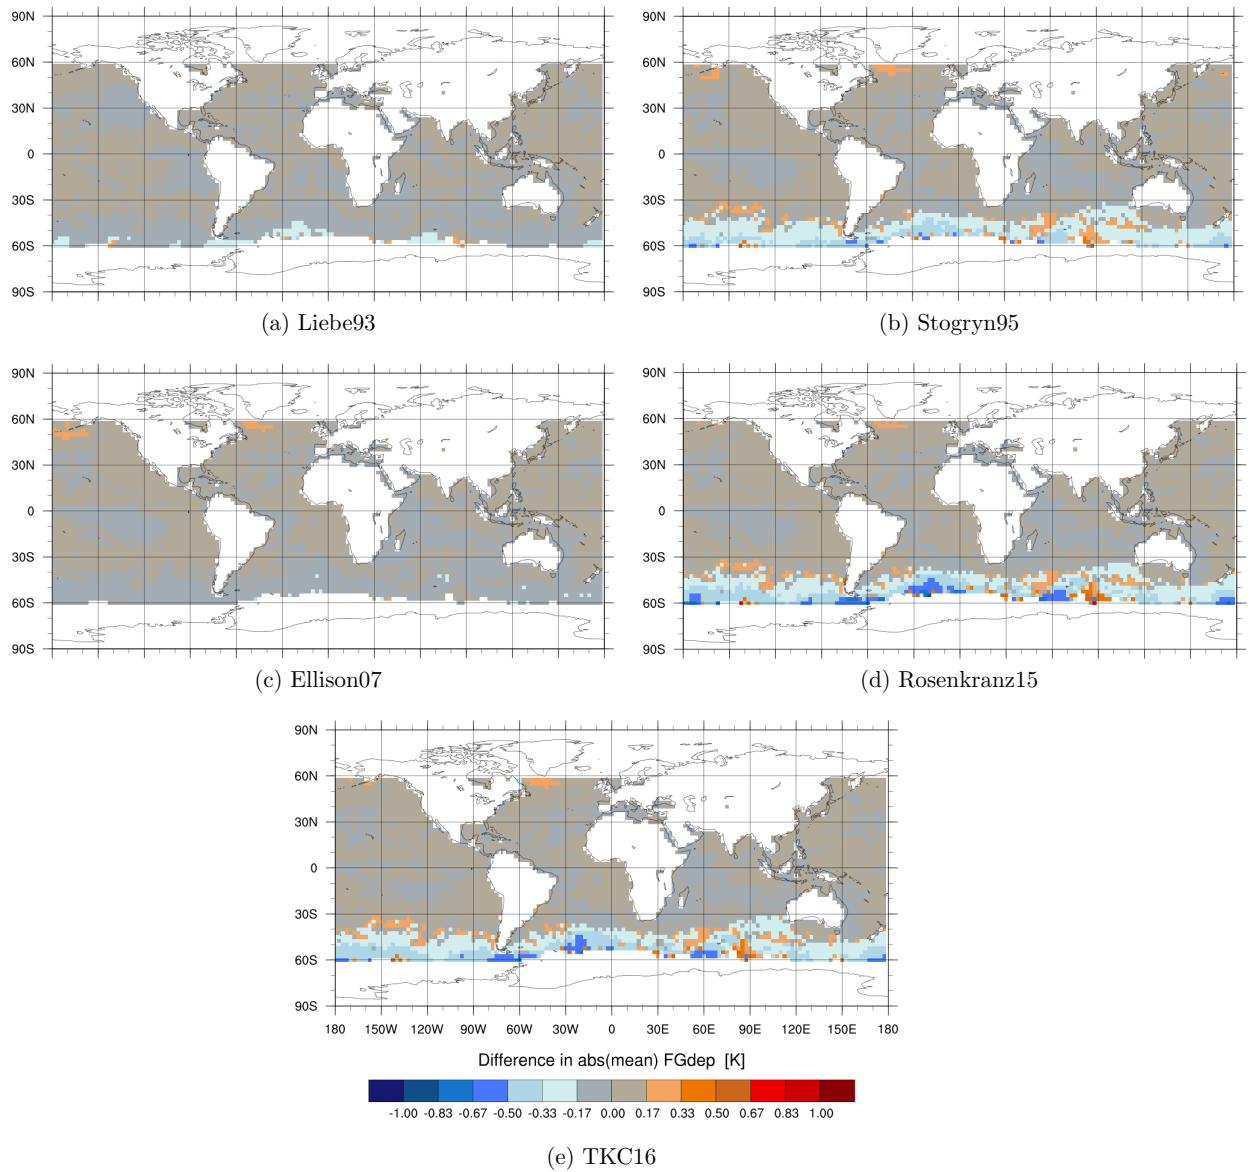 90N
60N
30N
0
30S
60S
90S
(a) Liebe93
90N
60N
30N
0
30S
60S
90S
(b) Stogryn95
90N
60N
30N
0
30S
60S
90S
(c) Ellison07
90N
60N
30N
0
30S
60S
90S
(d) Rosenkranz15
90N
60N
30N
0
30S
60S
90S
180 150W 120W 90W 60W 30W 0 30E 60E 90E 120E 150E 180
Difference in abs(mean) FGdep [K]
-1.00 -0.83 -0.67 -0.50 -0.33 -0.17 0.00 0.17 0.33 0.50 0.67 0.83 1.00
(e) TKC16